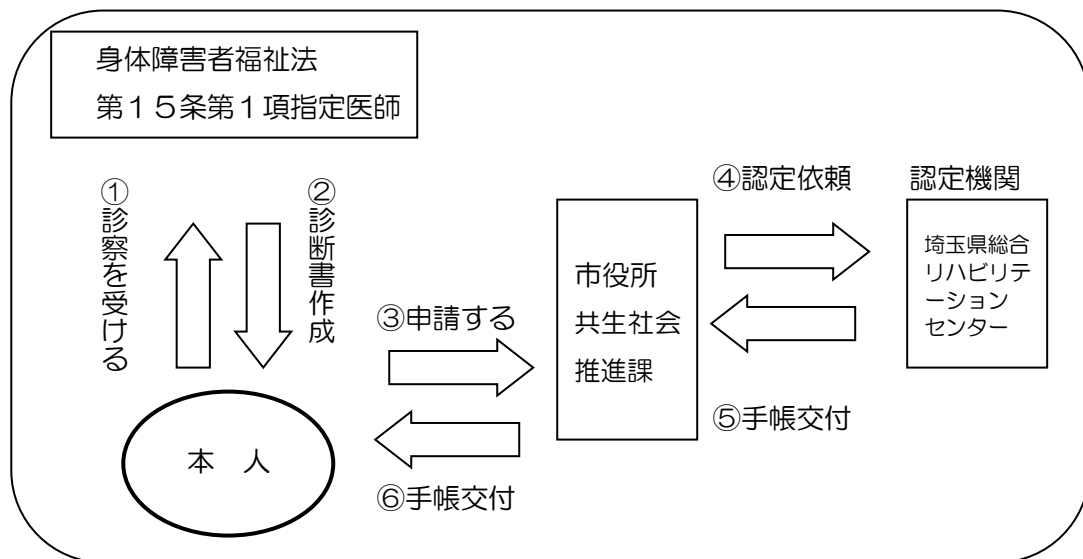 身体障害者福祉法
第１５条第１項指定医師
①診察を受ける
②診断書作成
③申請する
⑥手帳交付
本　人
市役所
共生社会
推進課
④認定依頼
⑤手帳交付
認定機関
埼玉県総合
リハビリテ
ーション
センター